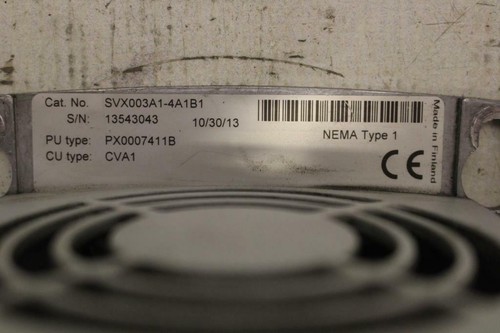 Cat. No. SVX003A1-4A1B1
S/N: 13543043 10/30/13
PU type: PX0007411B
CU type: CVA1
NEMA Type 1
CE
Made in Finland